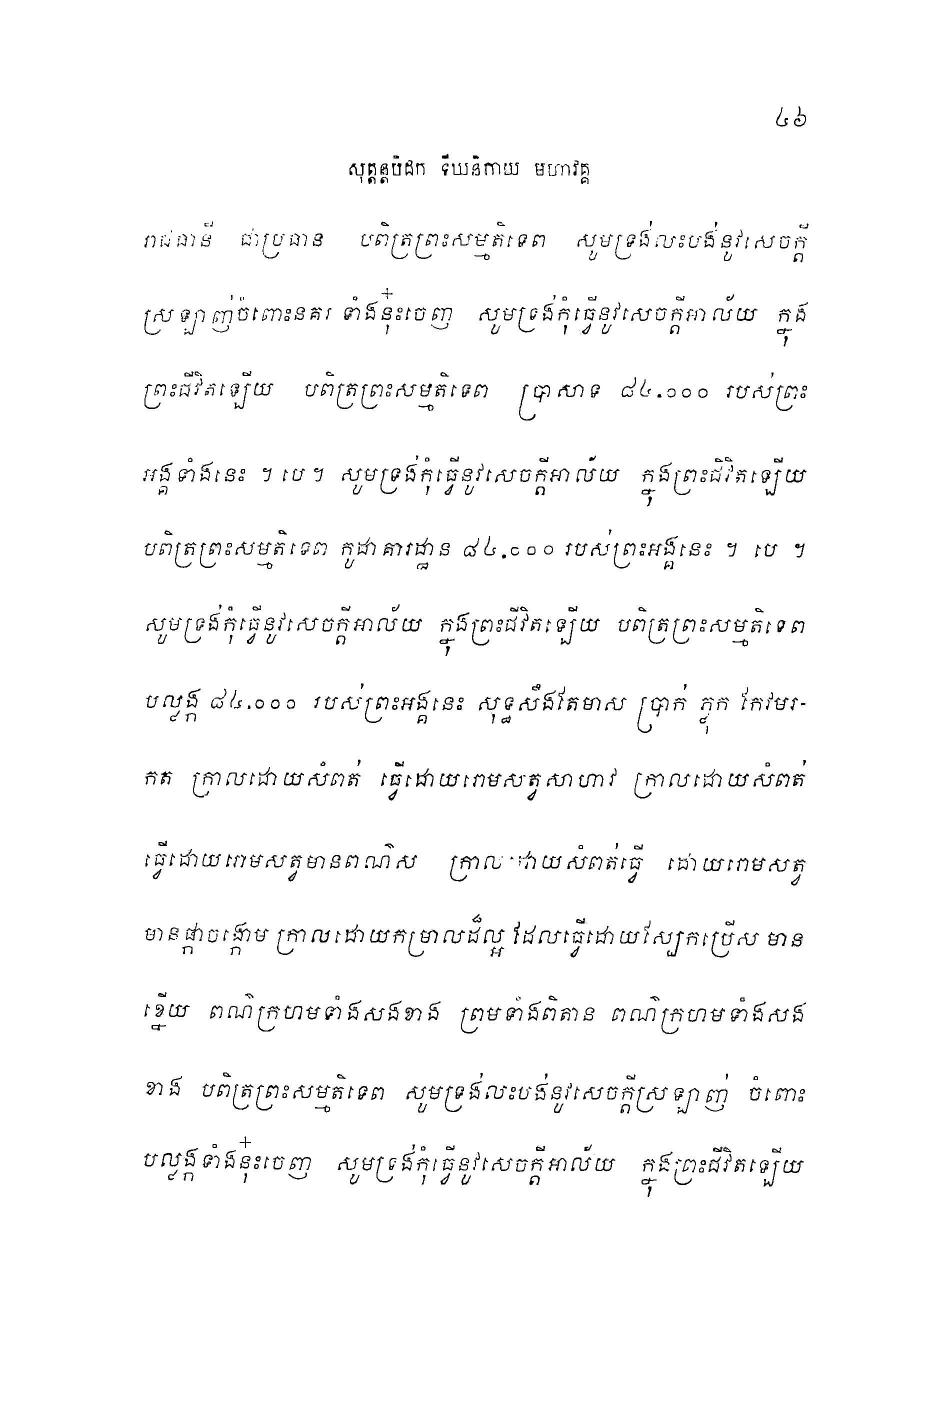 ៤៦
សុត្តន្តបិដក ទីឃនិកាយ មហាវគ្គ
រាជធានី ជាប្រធាន បពិត្រព្រះសម្មតិទេព សូមទ្រង់លះបង់នូវសេចក្តី
ស្រឡាញ់ចំពោះនគរ ទាំងនុ៎ះចេញ សូមទ្រង់កុំធ្វើនូវសេចក្តីអាល័យ ក្នុង
ព្រះជីវិតឡើយ បពិត្រព្រះសម្មតិទេព ប្រាសាទ ៨៤.០០០ របស់ព្រះ
អង្គទាំងនេះ ។ បេ ។ សូមទ្រង់កុំធ្វើនូវសេចក្តីអាល័យ ក្នុងព្រះជិវិតឡើយ
បពិត្រព្រះសម្មតិទេព កូដាគារដ្ឋាន ៨៤.០០០ របស់ព្រះអង្គនេះ ។ បេ ។
សូមទ្រង់កុំធ្វើនូវសេចក្តីអាល័យ ក្នុងព្រះជីវិតឡើយ បពិត្រព្រះសម្មតិទេព
បល្ល័ង្ក ៨៤.០០០ របស់ព្រះអង្គនេះ សុទ្ធសឹងតែមាស ប្រាក់ ភ្លុក កែវមរ-
កត ក្រាលដោយសំពត់ ធ្វើដោយរោមសត្វសាហាវ ក្រាលដោយសំពត់
ធ្វើដោយរោមសត្វមានពណ៌ស ក្រាលដោយសំពត់ធ្វើ ដោយរោមសត្វ
មានផ្កាចង្កោម ក្រាលដោយកម្រាលដ៏ល្អ ដែលធ្វើដោយស្បែកប្រើស មាន
ខ្នើយ ពណ៌ក្រហមទាំងសងខាង ព្រមទាំងពិតាន ពណ៌ក្រហមទាំងសង
ខាង បពិត្រព្រះសម្មតិទេព សូមទ្រង់លះបង់នូវសេចក្តីស្រឡាញ់ ចំពោះ
បល្ល័ង្កទាំងនុ៎ះចេញ សូមទ្រង់កុំធ្វើនូវសេចក្តីអាល័យ ក្នុងព្រះជីវិតឡើយ